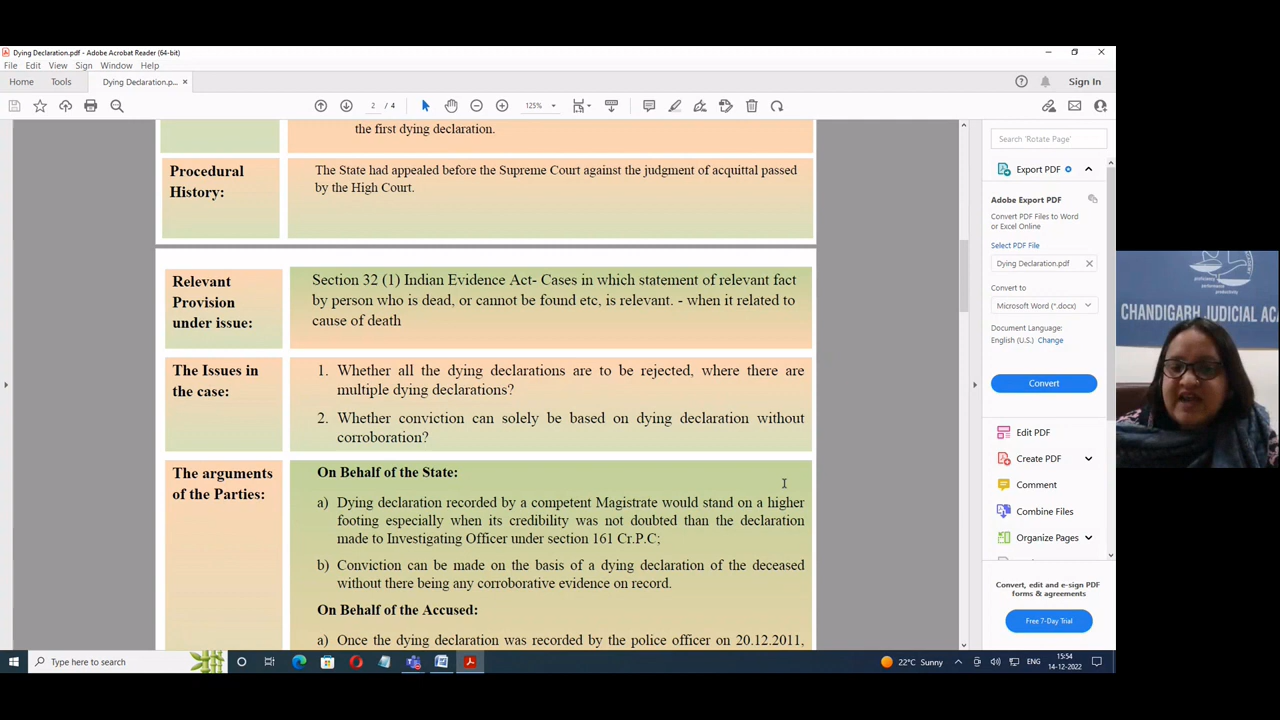 Dying Declaration.pdf - Adobe Acrobat Reader (64-bit)
File Edit View Sign Window Help
Home Tools Dying Declaration.p... × Sign In
2 / 4 125%
the first dying declaration.
Procedural
History:
The State had appealed before the Supreme Court against the judgment of acquittal passed
by the High Court.
Relevant
Provision
under issue:
Section 32 (1) Indian Evidence Act- Cases in which statement of relevant fact
by person who is dead, or cannot be found etc, is relevant. - when it related to
cause of death
The Issues in
the case:
1. Whether all the dying declarations are to be rejected, where there are
multiple dying declarations?
2. Whether conviction can solely be based on dying declaration without
corroboration?
The arguments
of the Parties:
On Behalf of the State:
a) Dying declaration recorded by a competent Magistrate would stand on a higher
footing especially when its credibility was not doubted than the declaration
made to Investigating Officer under section 161 Cr.P.C;
b) Conviction can be made on the basis of a dying declaration of the deceased
without there being any corroborative evidence on record.
On Behalf of the Accused:
a) Once the dying declaration was recorded by the police officer on 20.12.2011,
Search 'Rotate Page'
Export PDF
Adobe Export PDF
Convert PDF Files to Word
or Excel Online
Select PDF File
Dying Declaration.pdf
Convert to
Microsoft Word (*.docx)
Document Language:
English (U.S.) Change
Convert
Edit PDF
Create PDF
Comment
Combine Files
Organize Pages
Convert, edit and e-sign PDF
forms & agreements
Free 7-Day Trial
CHANDIGARH JUDICIAL ACA
Type here to search
22°C Sunny
ENG
15:54
14-12-2022